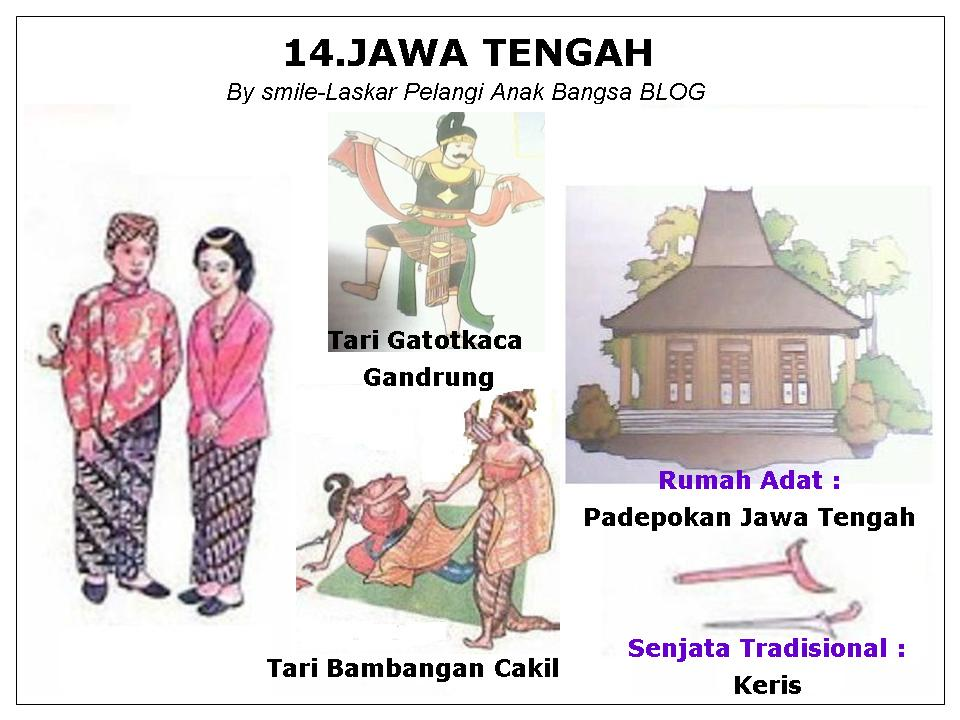 14.JAWA TENGAH
By smile-Laskar Pelangi Anak Bangsa BLOG
Tari Gatotkaca
Gandrung
Rumah Adat :
Padepokan Jawa Tengah
Tari Bambangan Cakil
Senjata Tradisional :
Keris